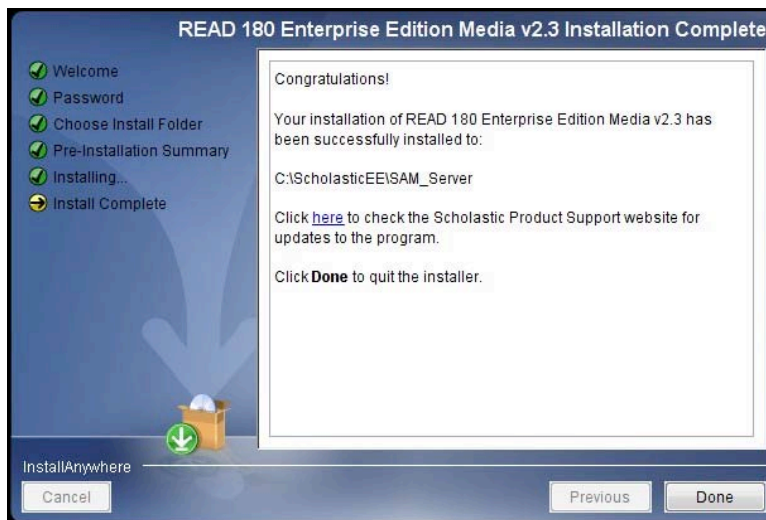 READ 180 Enterprise Edition Media v2.3 Installation Complete
Welcome
Password
Choose Install Folder
Pre-Installation Summary
Installing...
Install Complete
Congratulations!
Your installation of READ 180 Enterprise Edition Media v2.3 has
been successfully installed to:
C:\ScholasticEE\SAM_Server
Click here to check the Scholastic Product Support website for
updates to the program.
Click Done to quit the installer.
InstallAnywhere
Cancel
Previous
Done